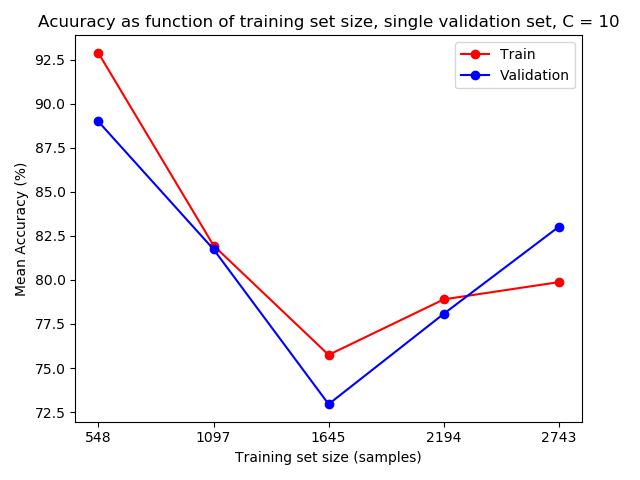 Acuuracy as function of training set size, single validation set, C = 10
Train
Validation
92.5
90.0
87.5
85.0
82.5
80.0
77.5
75.0
72.5
Mean Accuracy (%)
548 1097 1645 2194 2743
Training set size (samples)